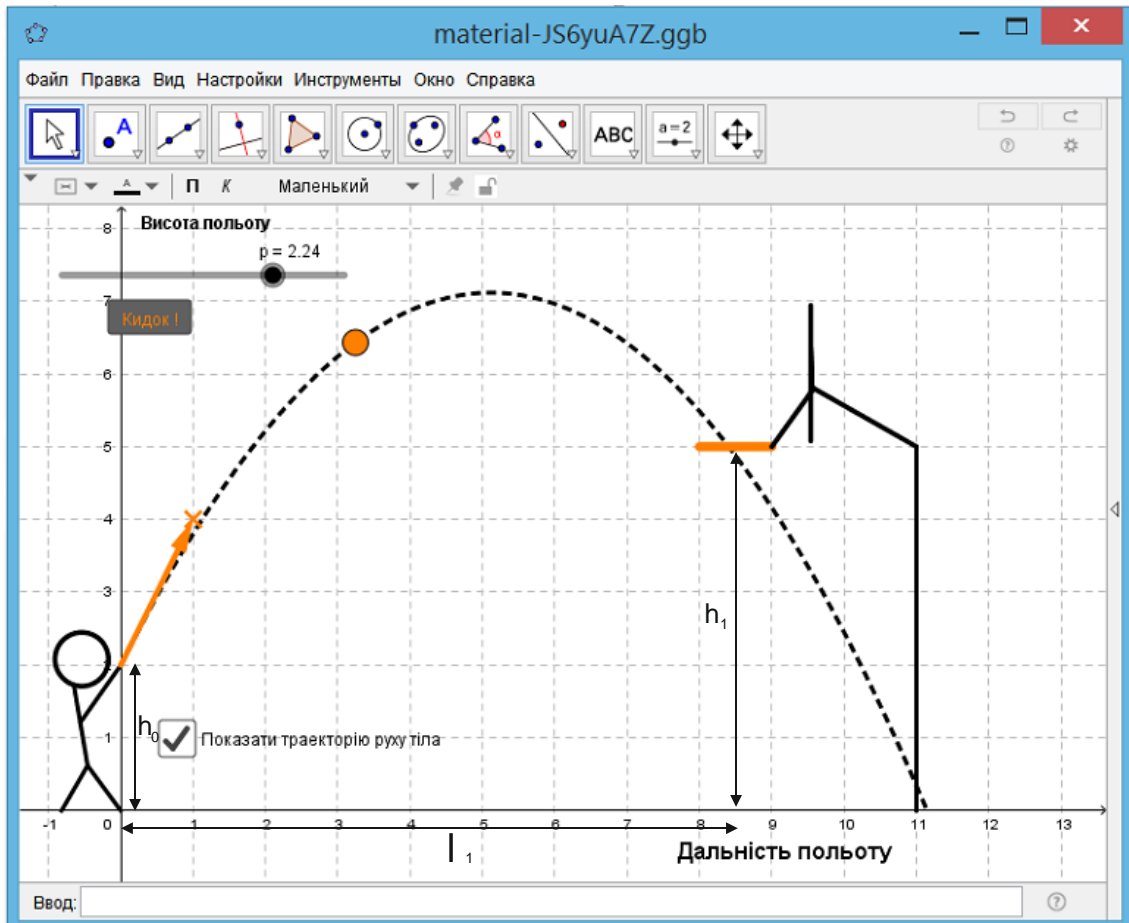 material-JS6yuA7Z.ggb
Файл Правка Вид Настройки Инструменты Окно Справка
A α ABC a=2
A П К Маленький
Висота польоту
p = 2.24
Кидок !
8
7
6
5
4
3
2
1
h₁
h₀
Показати траекторію руху тіла
-1 0 1 2 3 4 5 6 7 8 9 10 11 12 13
l ₁
Дальність польоту
Ввод: